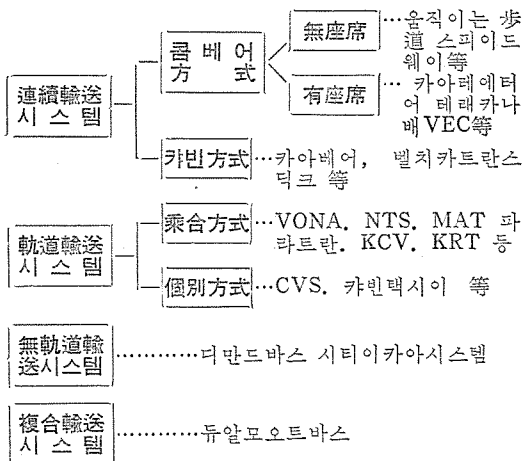 連續輸送
시스템
콤베어
方式
無座席…움직이는 步
道 스피이드
웨이等
有座席… 카아레에터
어 테래카나
배VEC等
캬빈方式…카아베어, 벨치카트란스
딕크 等
軌道輸送
시스템
乘合方式…VONA. NTS. MAT 파
라트란. KCV. KRT 등
個別方式…CVS. 캬빈택시이 等
無軌道輸
送시스템…………디만드바스 시티이카아시스템
複合輸送
시스템…………듀알모오트바스